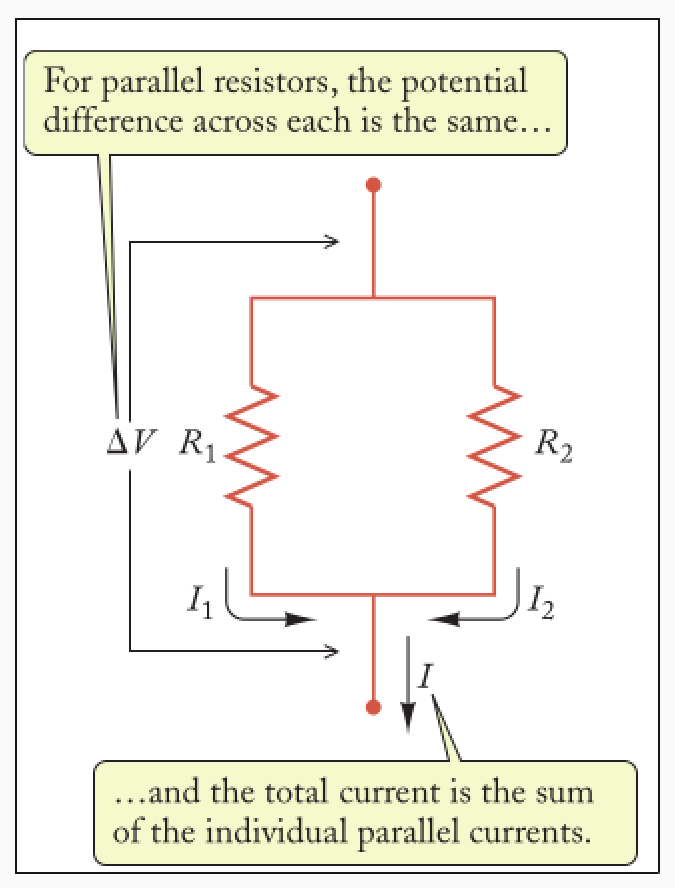 For parallel resistors, the potential
difference across each is the same…
ΔV R₁ R₂
I₁ I₂
I
…and the total current is the sum
of the individual parallel currents.